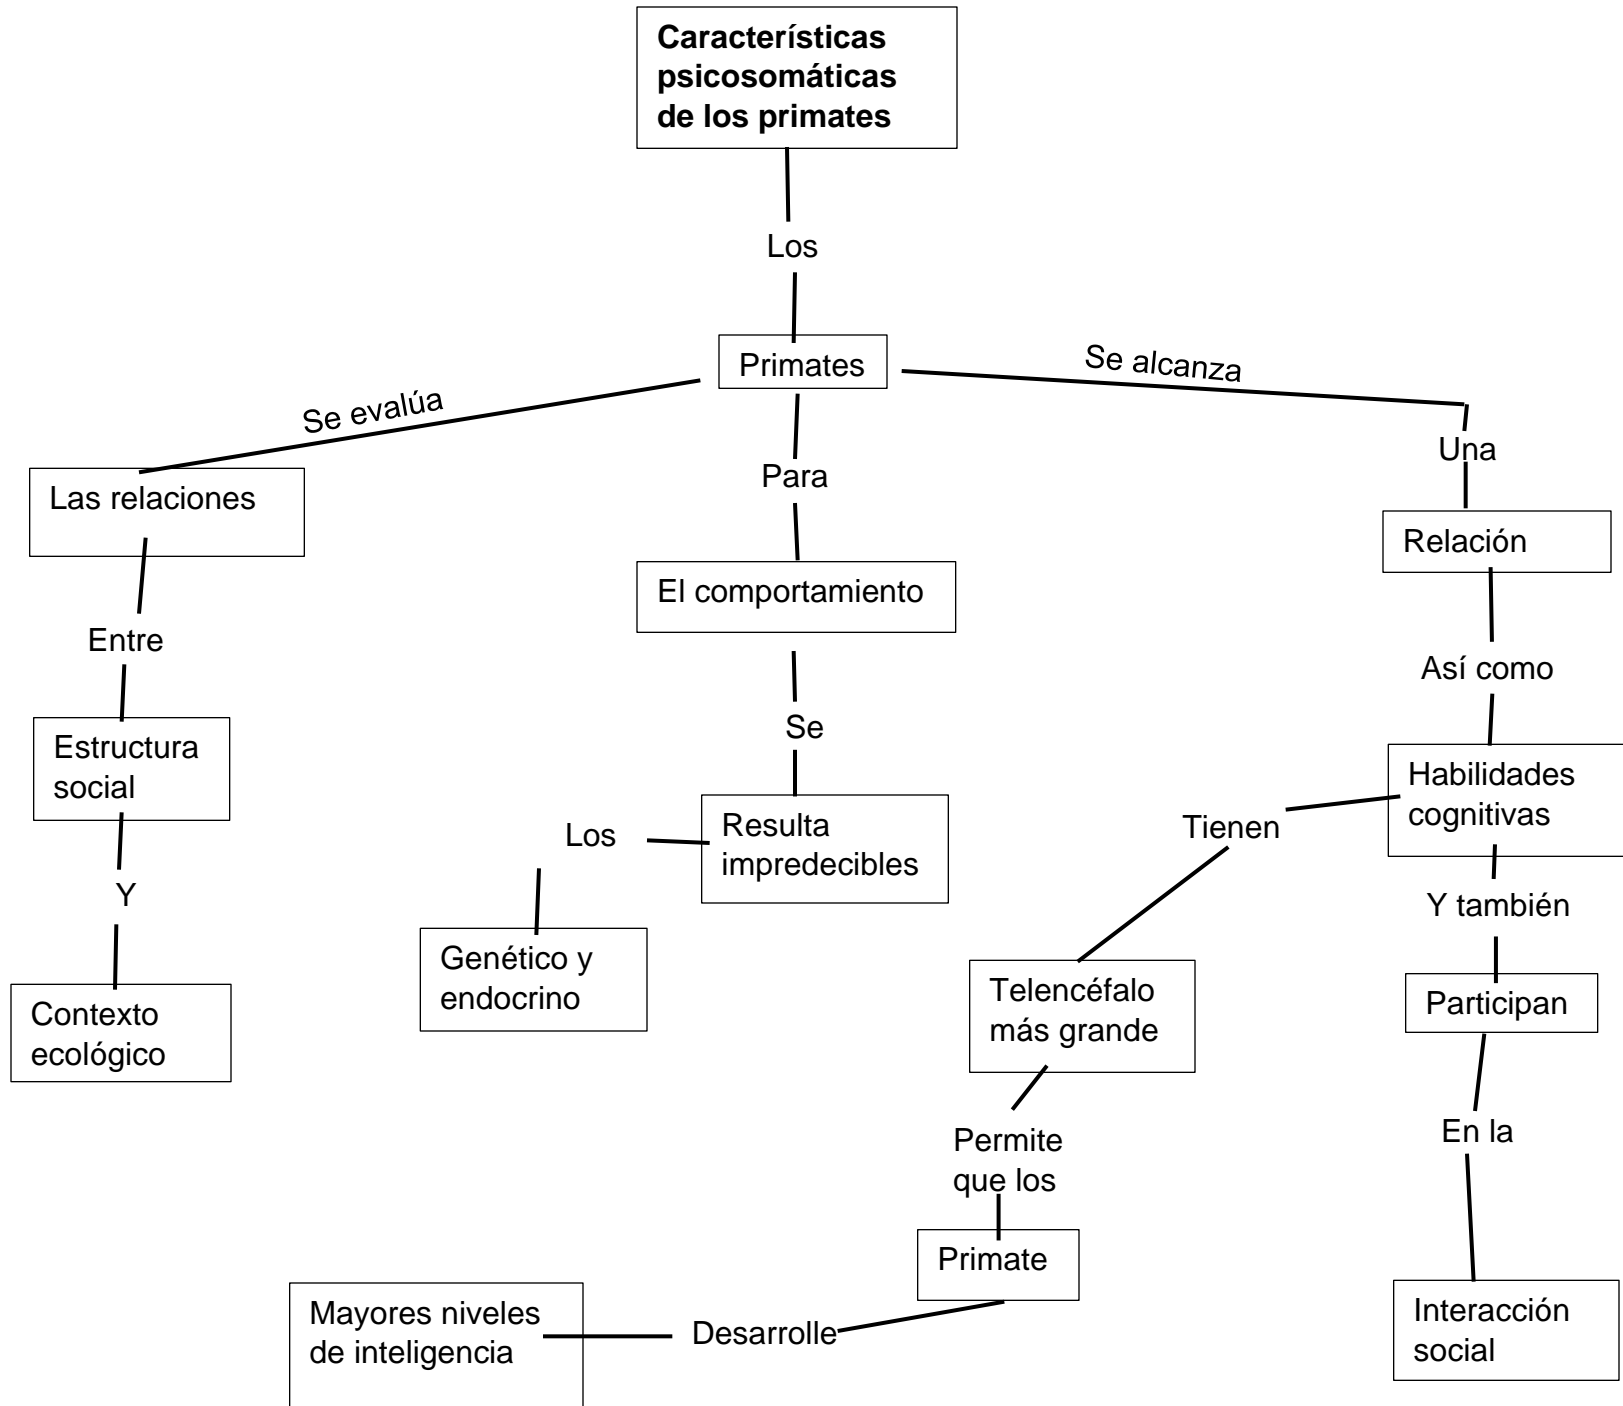 Características
psicosomáticas
de los primates
Los
Primates
Se evalúa
Se alcanza
Las relaciones
Entre
Estructura
social
Y
Contexto
ecológico
Para
El comportamiento
Se
Resulta
impredecibles
Los
Genético y
endocrino
Una
Relación
Así como
Habilidades
cognitivas
Tienen
Telencéfalo
más grande
Permite
que los
Primate
Desarrolle
Mayores niveles
de inteligencia
Y también
Participan
En la
Interacción
social